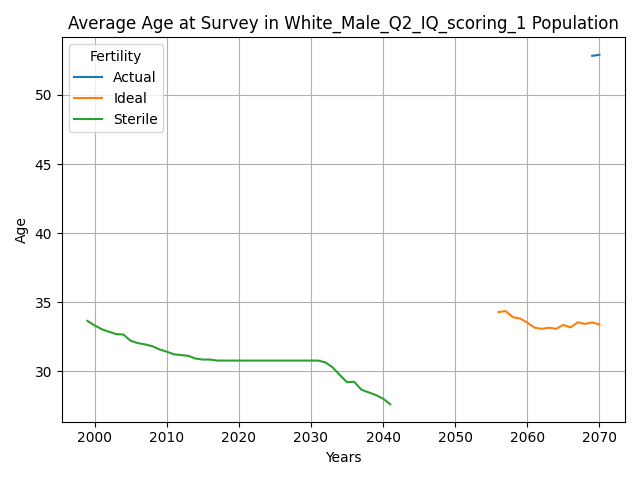 Average Age at Survey in White_Male_Q2_IQ_scoring_1 Population
Fertility
Actual
Ideal
Sterile
50
45
40
35
30
Age
2000 2010 2020 2030 2040 2050 2060 2070
Years